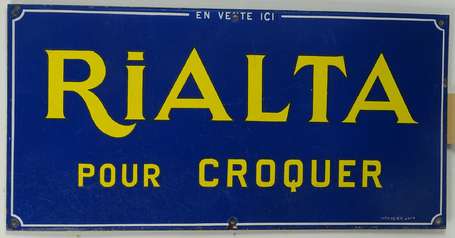 EN VENTE ICI
RiALTA
POUR CROQUER